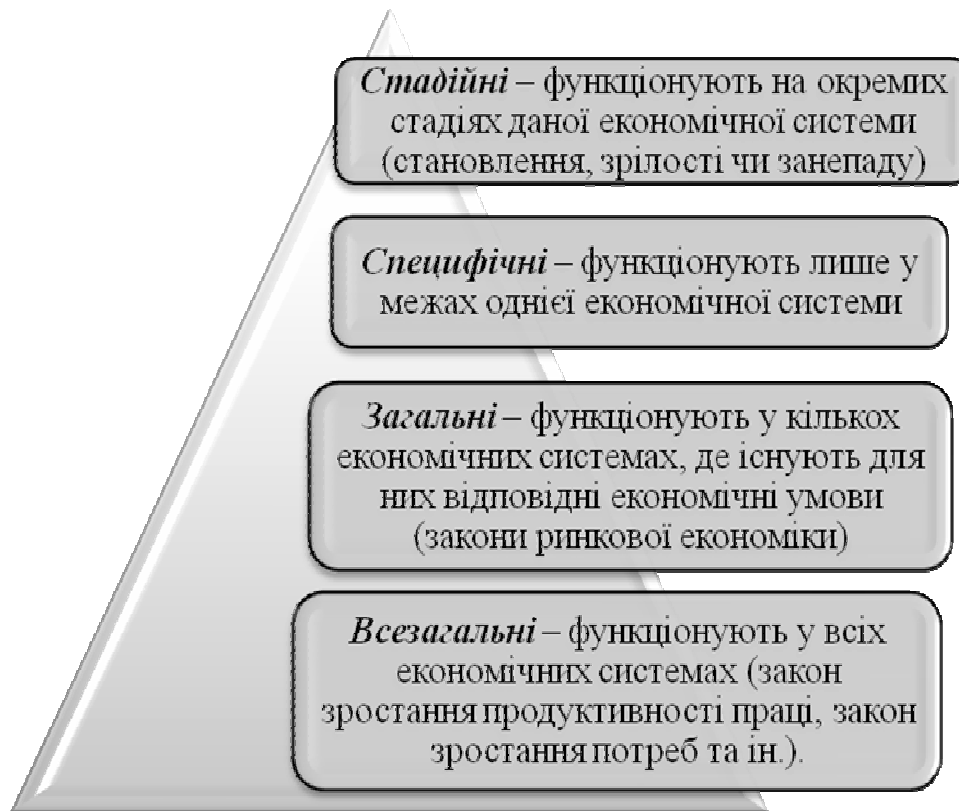 Стадійні – функціонують на окремих
стадіях даної економічної системи
(становлення, зрілості чи занепаду)
Специфічні – функціонують лише у
межах однієї економічної системи
Загальні – функціонують у кількох
економічних системах, де існують для
них відповідні економічні умови
(закони ринкової економіки)
Всезагальні – функціонують у всіх
економічних системах (закон
зростання продуктивності праці, закон
зростання потреб та ін.).